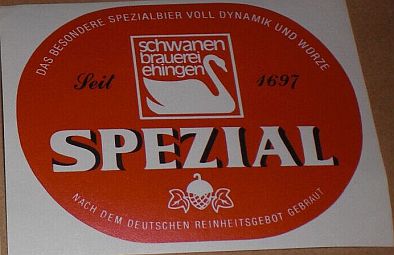 DAS BESONDERE SPEZIALBIER VOLL DYNAMIK UND WÜRZE
schwanen
brauerei
ehingen
Seit 1697
SPEZIAL
NACH DEM DEUTSCHEN REINHEITSGEBOT GEBRAUT